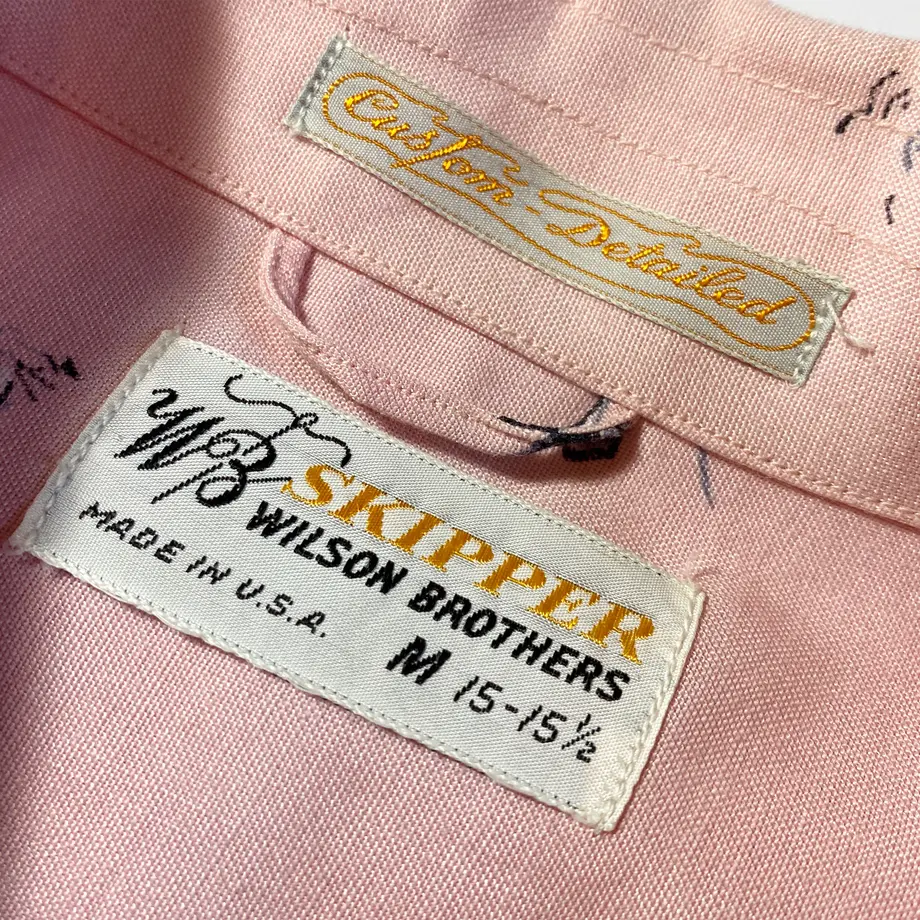 Custom-Detailed
WB SKIPPER
WILSON BROTHERS
MADE IN U.S.A.
M 15-15½